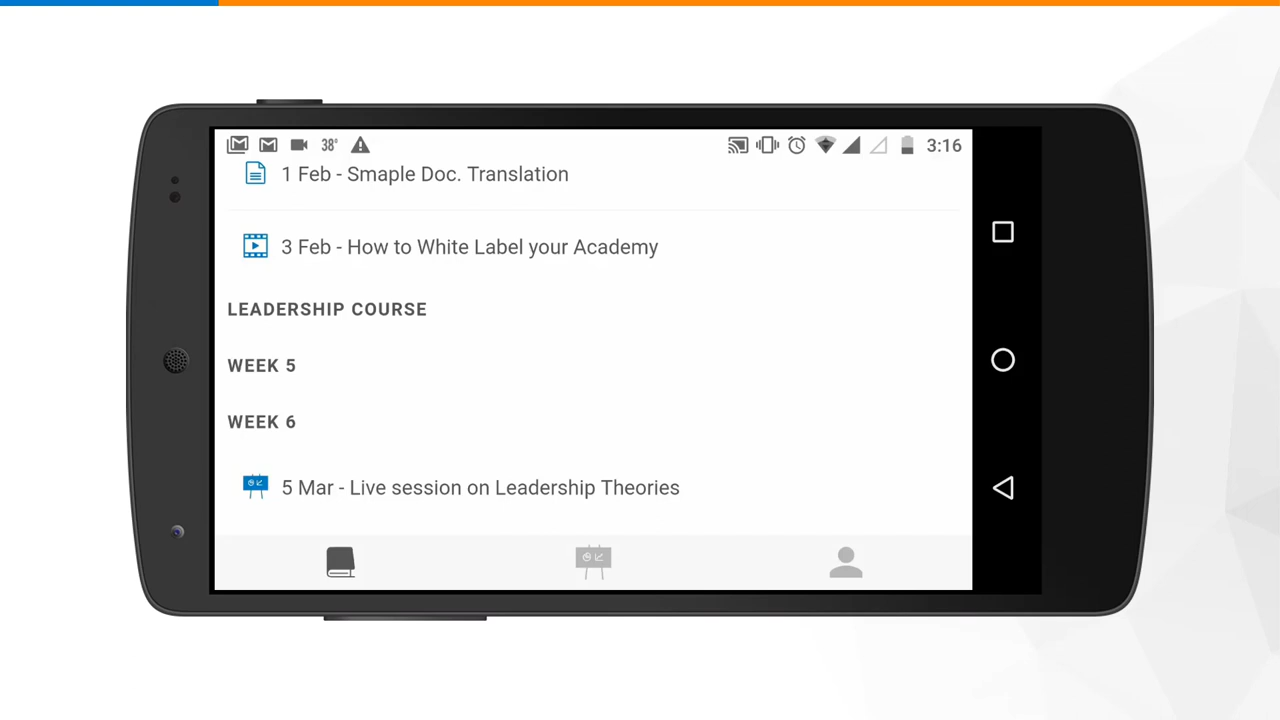 38° 3:16
1 Feb - Smaple Doc. Translation
3 Feb - How to White Label your Academy
LEADERSHIP COURSE
WEEK 5
WEEK 6
5 Mar - Live session on Leadership Theories